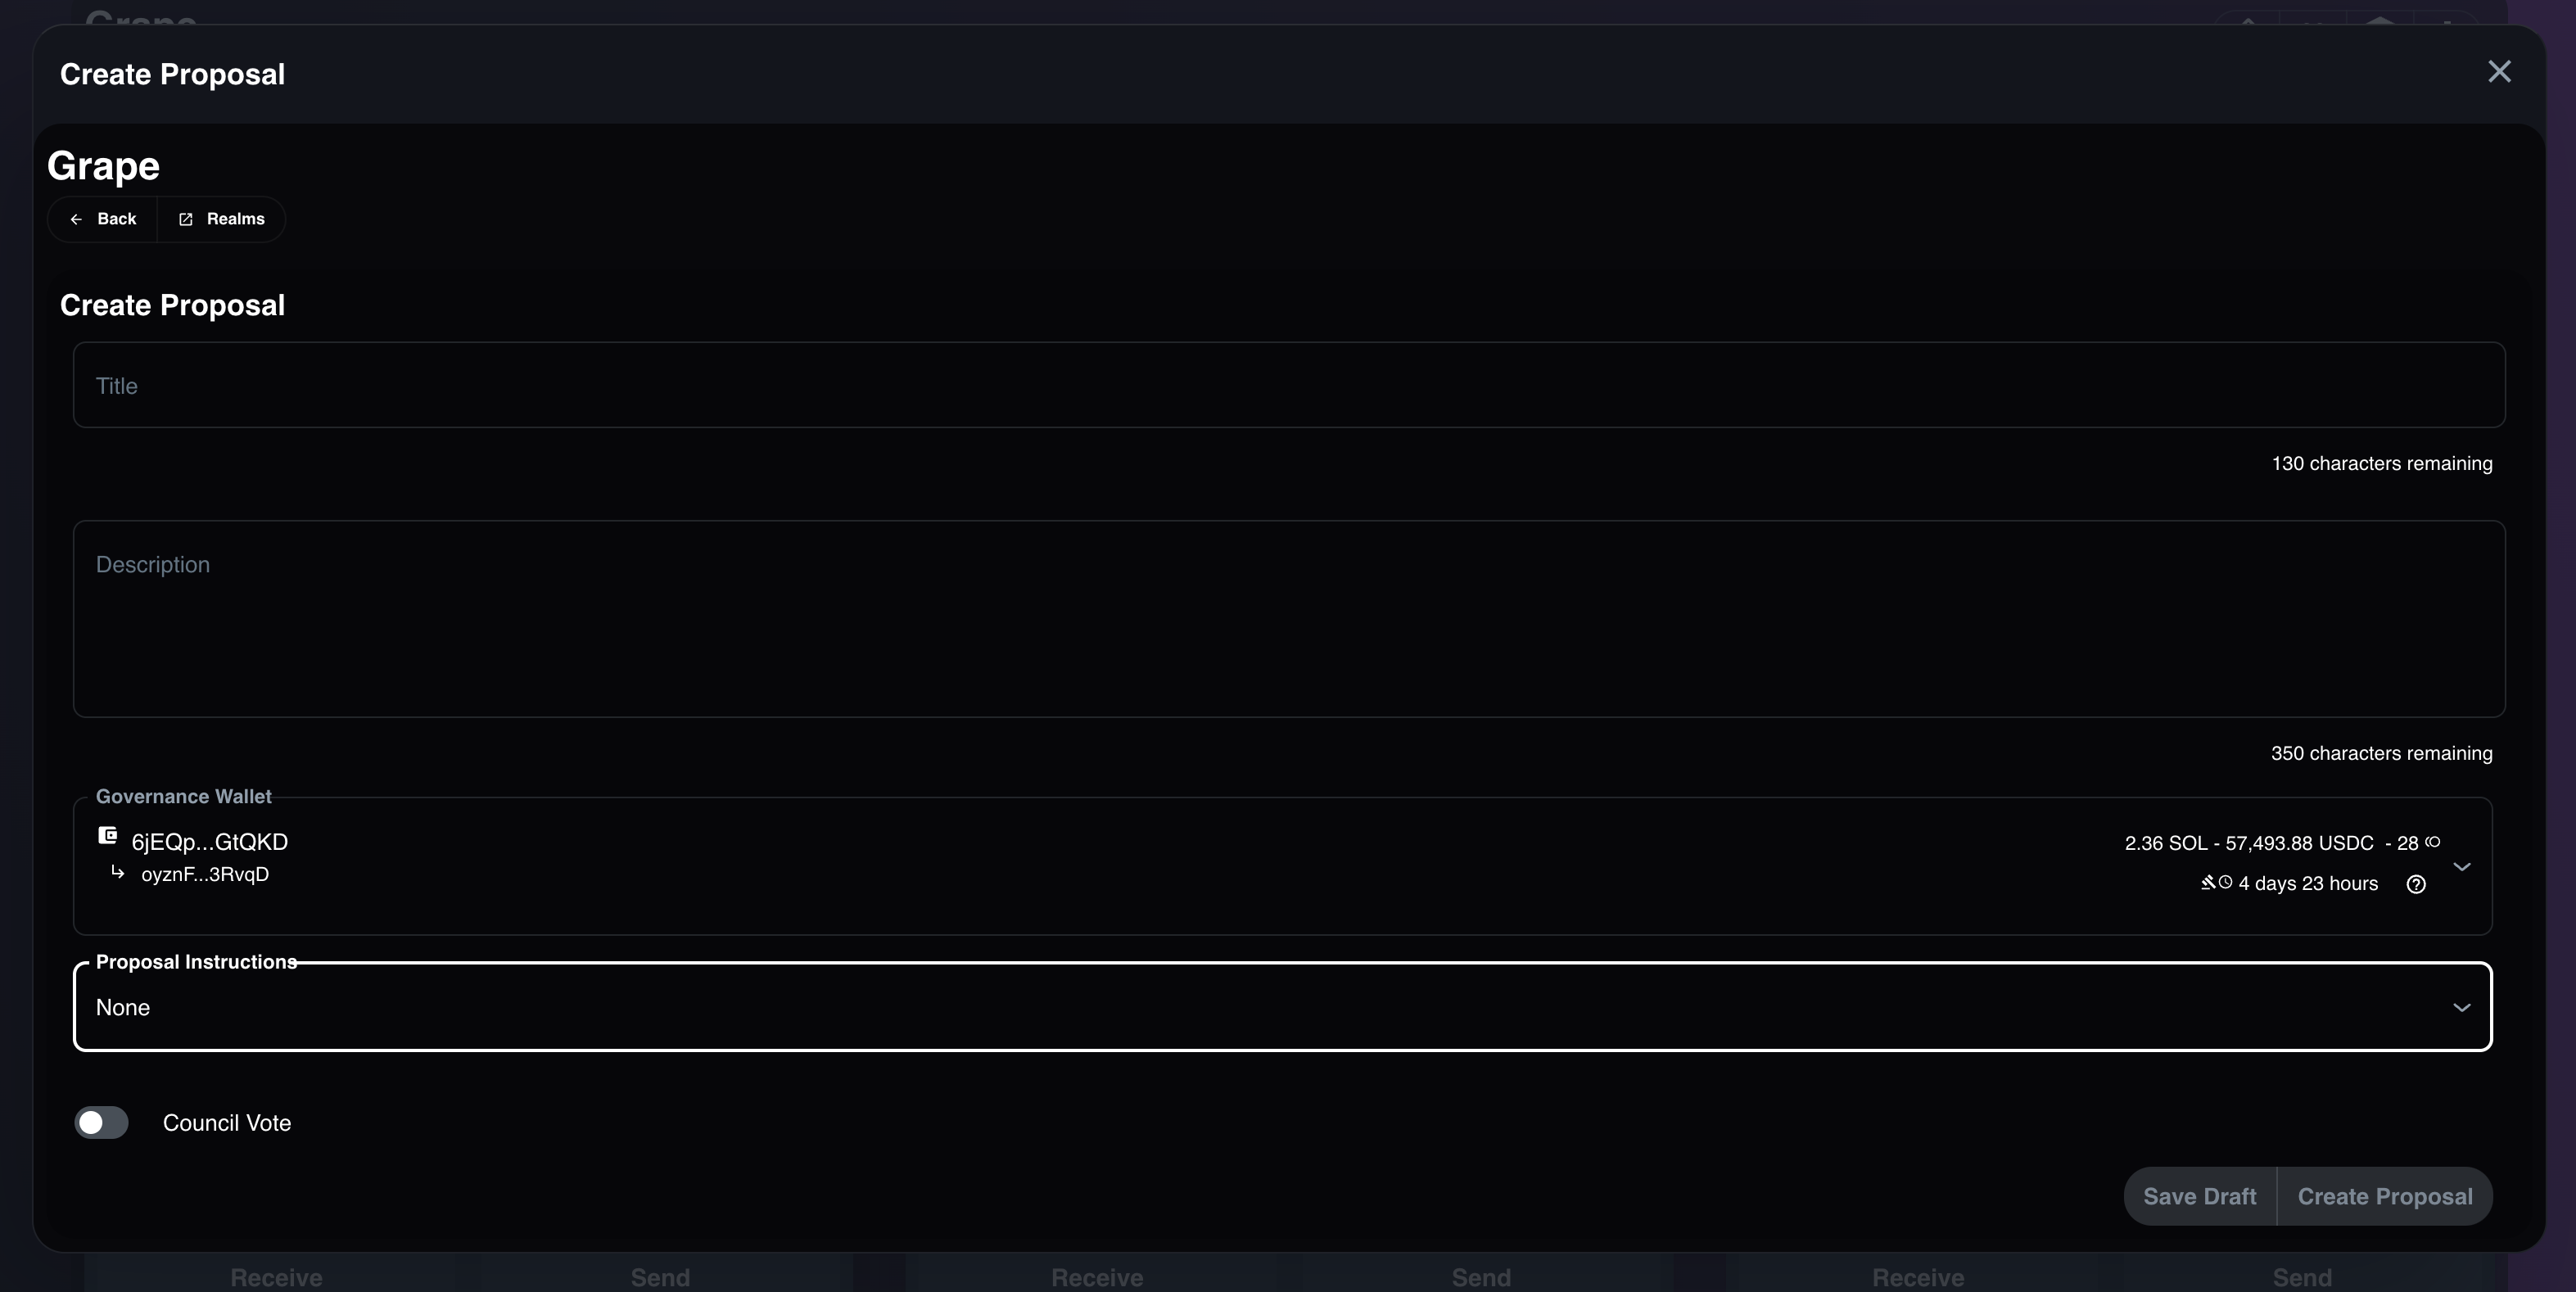 Grape
Create Proposal
Grape
Back
Realms
Create Proposal
Title
130 characters remaining
Description
350 characters remaining
Governance Wallet
6jEQp...GtQKD
2.36 SOL - 57,493.88 USDC - 28
oyznF...3RvqD
4 days 23 hours
Proposal Instructions
None
Council Vote
Save Draft
Create Proposal
Receive
Send
Receive
Send
Receive
Send